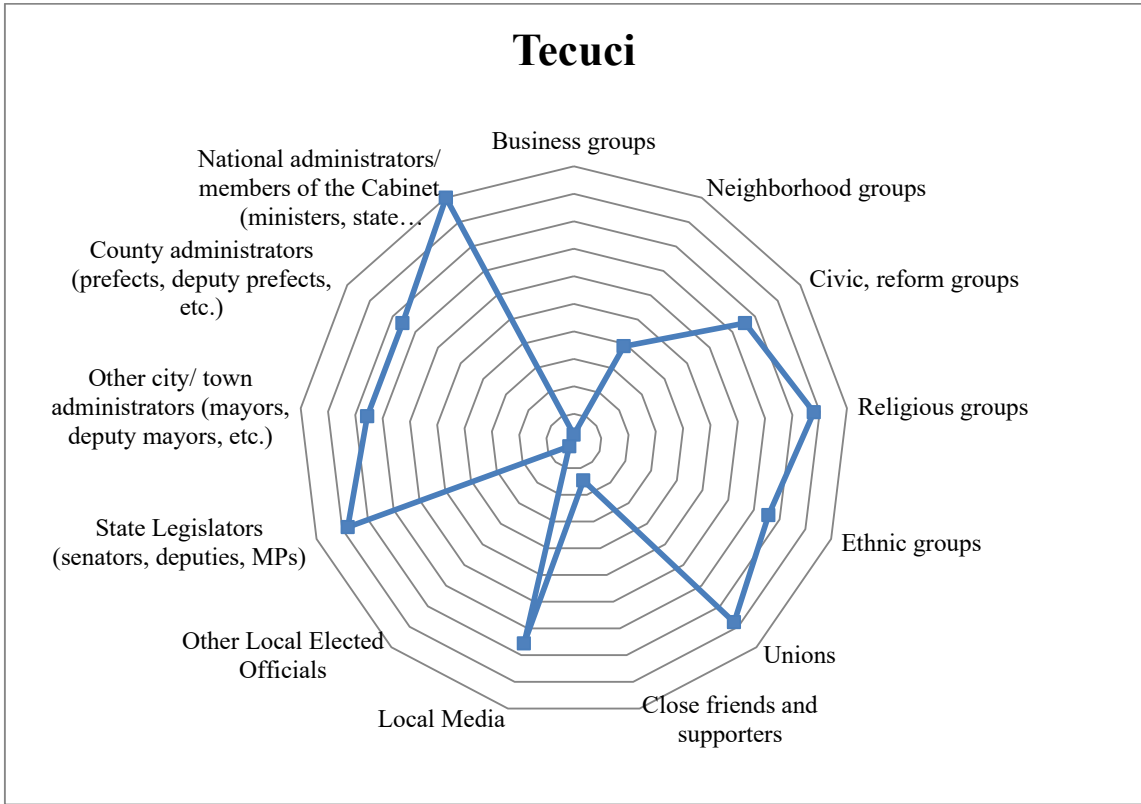 Tecuci
Business groups
Neighborhood groups
Civic, reform groups
Religious groups
Ethnic groups
Unions
Close friends and
supporters
Local Media
Other Local Elected
Officials
State Legislators
(senators, deputies, MPs)
Other city/ town
administrators (mayors,
deputy mayors, etc.)
County administrators
(prefects, deputy prefects,
etc.)
National administrators/
members of the Cabinet
(ministers, state…